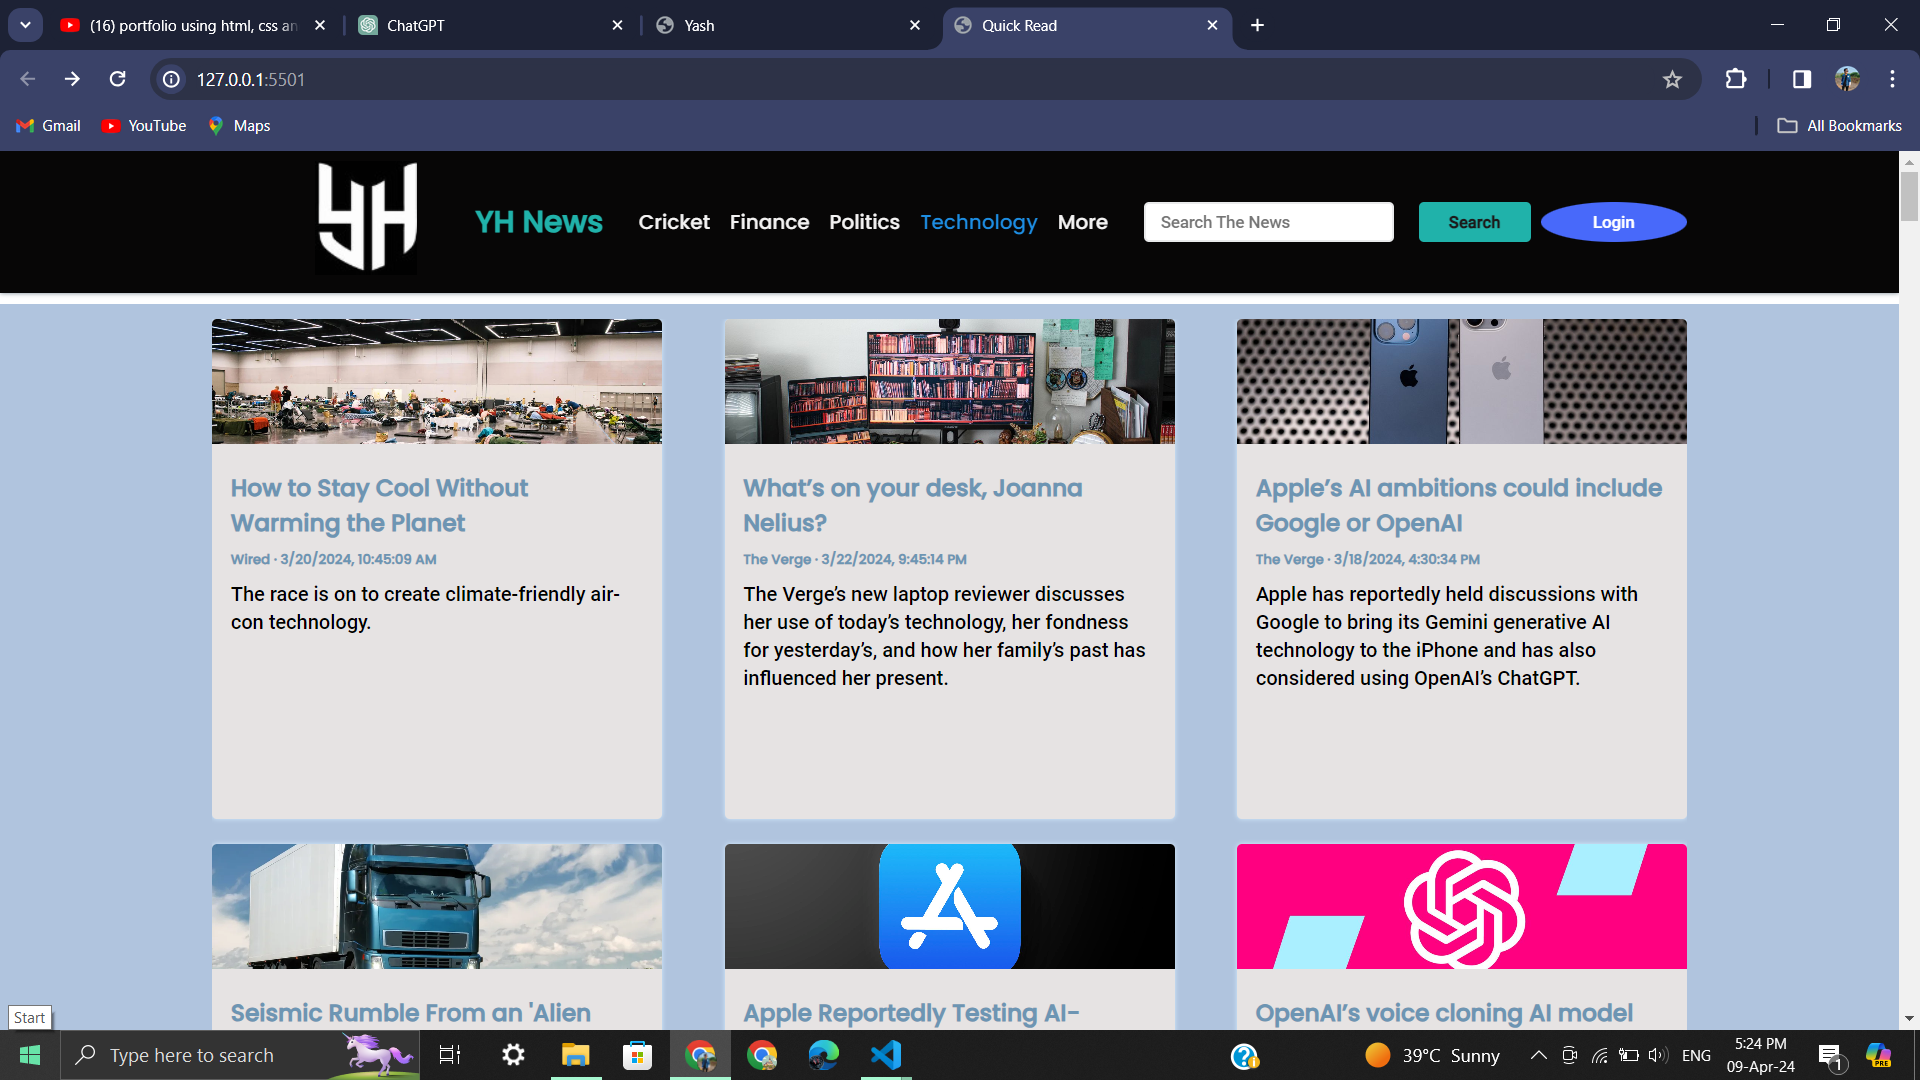 (16) portfolio using html, css an
ChatGPT
Yash
Quick Read
127.0.0.1:5501
Gmail
YouTube
Maps
All Bookmarks
YH
YH News
Cricket
Finance
Politics
Technology
More
Search The News
Search
Login
How to Stay Cool Without
Warming the Planet
Wired · 3/20/2024, 10:45:09 AM
The race is on to create climate-friendly air-
con technology.
What’s on your desk, Joanna
Nelius?
The Verge · 3/22/2024, 9:45:14 PM
The Verge’s new laptop reviewer discusses
her use of today’s technology, her fondness
for yesterday’s, and how her family’s past has
influenced her present.
Apple’s AI ambitions could include
Google or OpenAI
The Verge · 3/18/2024, 4:30:34 PM
Apple has reportedly held discussions with
Google to bring its Gemini generative AI
technology to the iPhone and has also
considered using OpenAI’s ChatGPT.
Seismic Rumble From an 'Alien
Apple Reportedly Testing AI-
OpenAI’s voice cloning AI model
Start
Type here to search
39°C Sunny
ENG
5:24 PM
09-Apr-24
1
PRE